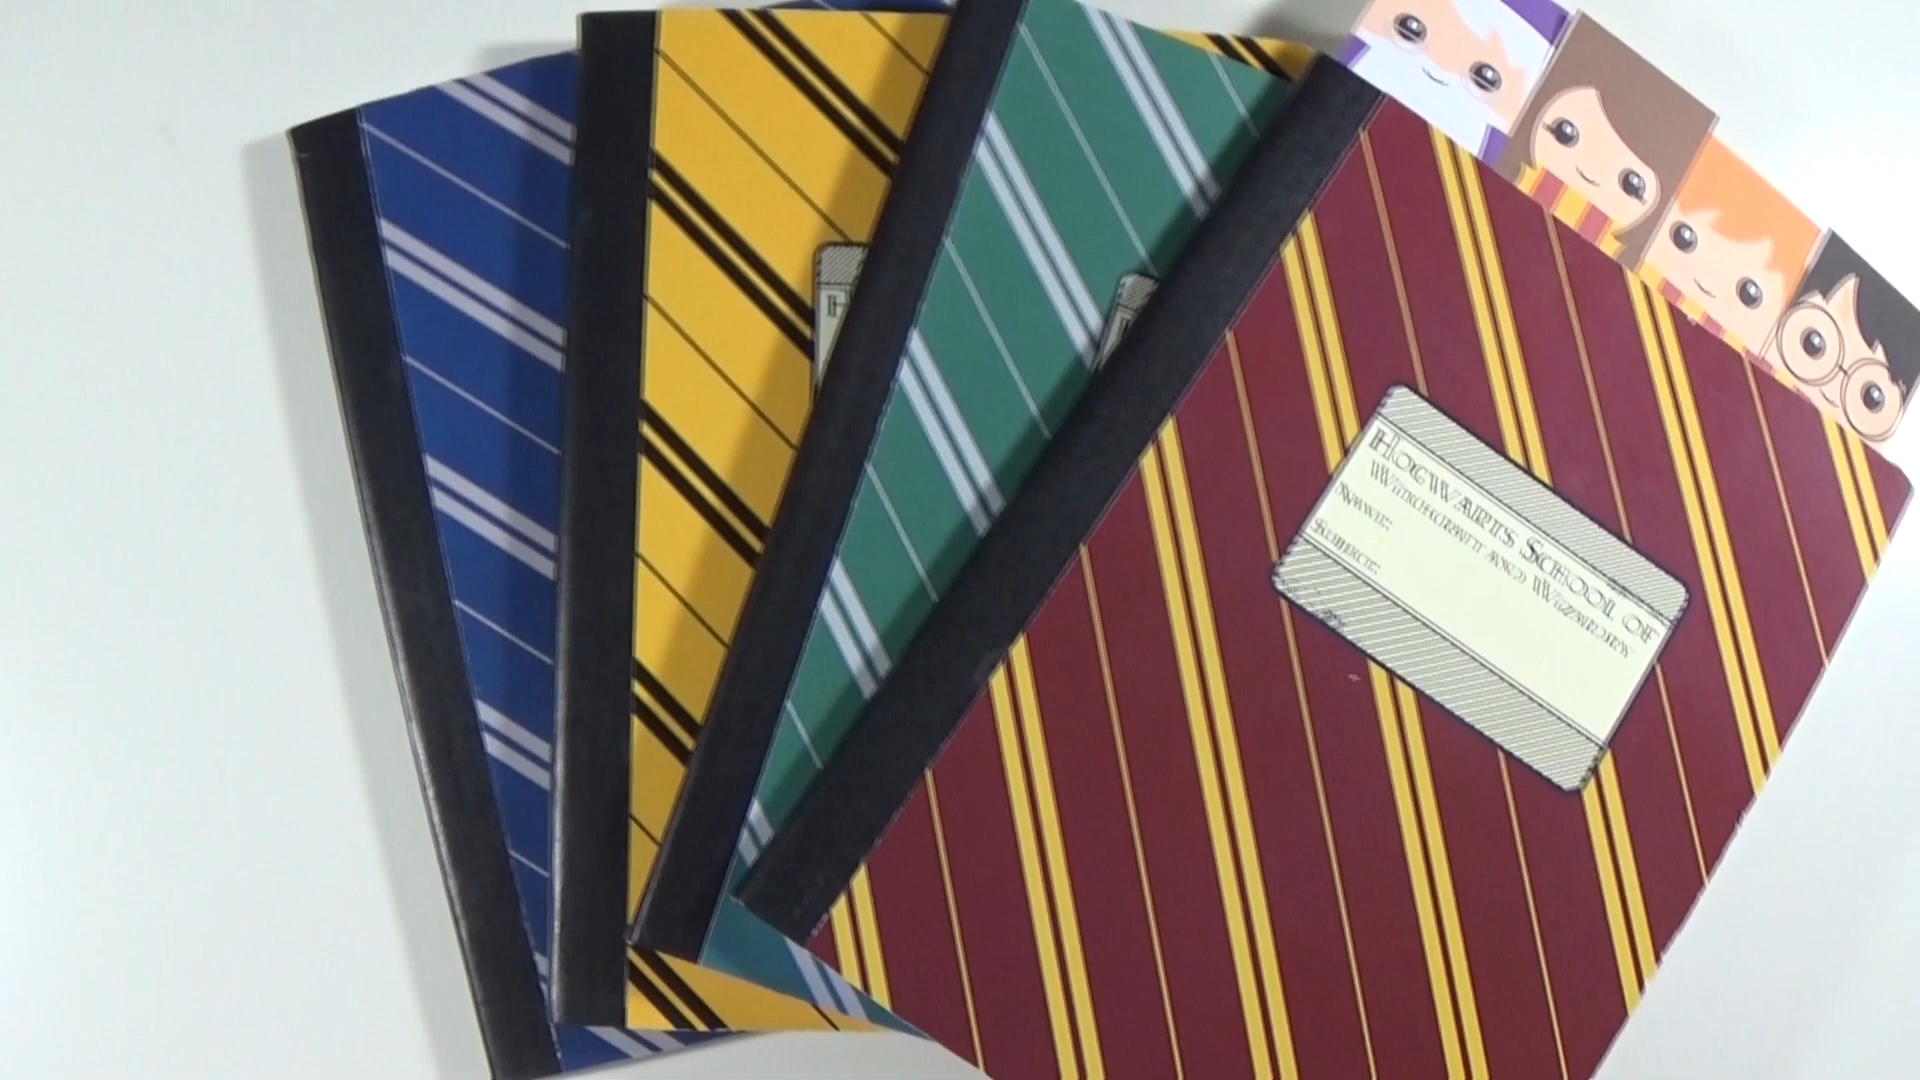 H
Hogwarts School of
Witchcraft and Wizardry
Name:
Subject: